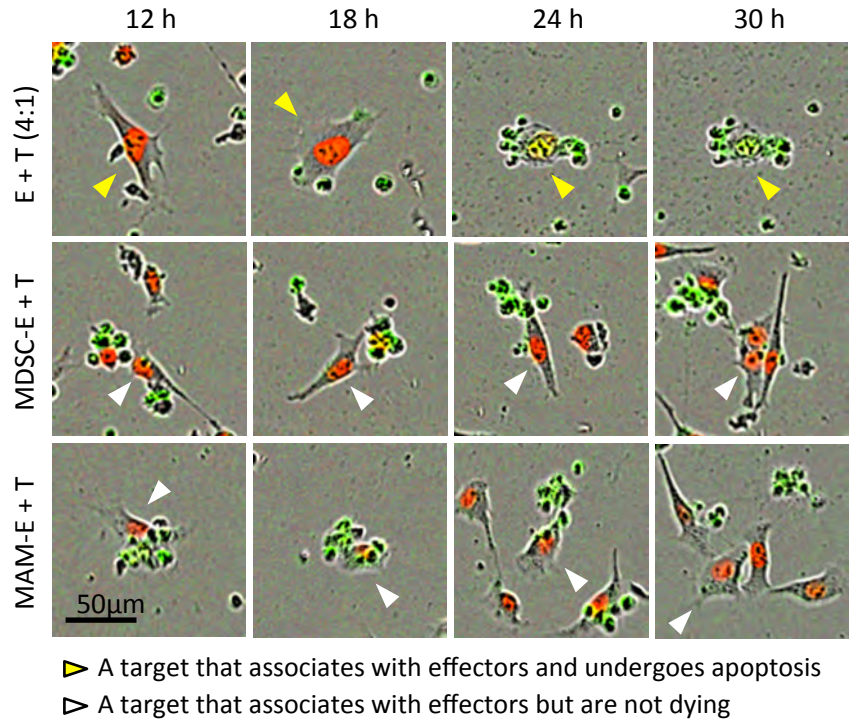 12 h 18 h 24 h 30 h
E + T (4:1)
MDSC-E + T
MAM-E + T
50µm
A target that associates with effectors and undergoes apoptosis
A target that associates with effectors but are not dying